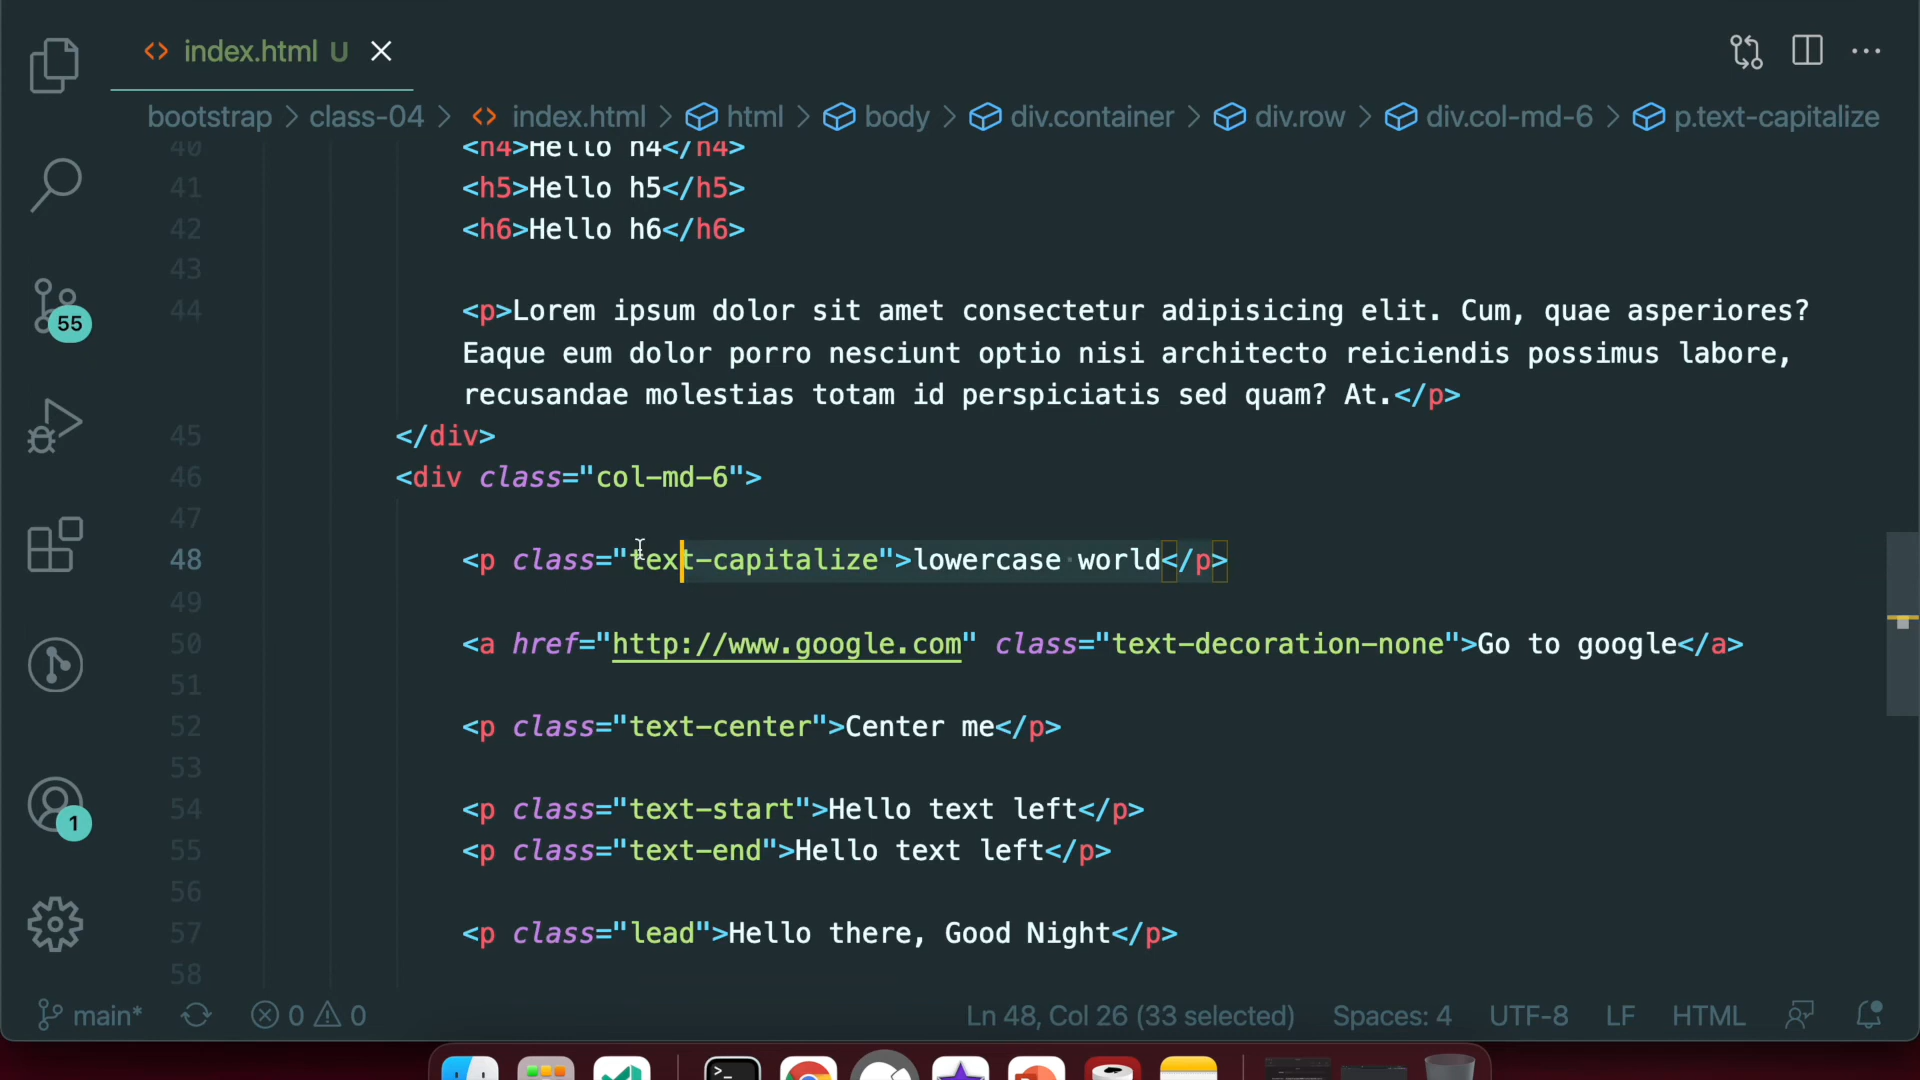 index.html U
bootstrap > class-04 > index.html > html > body > div.container > div.row > div.col-md-6 > p.text-capitalize
40 <h4>Hello h4</h4>
41 <h5>Hello h5</h5>
42 <h6>Hello h6</h6>
43
44 <p>Lorem ipsum dolor sit amet consectetur adipisicing elit. Cum, quae asperiores?
Eaque eum dolor porro nesciunt optio nisi architecto reiciendis possimus labore,
recusandae molestias totam id perspiciatis sed quam? At.</p>
45 </div>
46 <div class="col-md-6">
47
48 <p class="text-capitalize">lowercase world</p>
49
50 <a href="http://www.google.com" class="text-decoration-none">Go to google</a>
51
52 <p class="text-center">Center me</p>
53
54 <p class="text-start">Hello text left</p>
55 <p class="text-end">Hello text left</p>
56
57 <p class="lead">Hello there, Good Night</p>
58
55
1
main* 0 0 Ln 48, Col 26 (33 selected) Spaces: 4 UTF-8 LF HTML